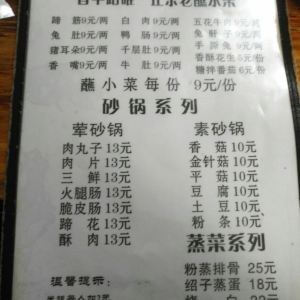 蹄筋9元/两 白肉9元/两 五花牛肉9元/两
兔肚9元/两 鸭肠9元/两 兔肝子9元/两
猪耳朵9元/两 千层肚9元/两 手撕兔9元/两
香嘴9元/两 牛肚9元/两 香酥花生5元/份
糖拌番茄6元/份
蘸小菜每份 9元/份
砂锅系列
荤砂锅 素砂锅
肉丸子13元 香菇10元
肉片13元 金针菇10元
三鲜13元 平菇10元
火腿肠13元 豆腐10元
脆皮肠13元 土豆10元
蹄花13元 粉条10元
酥肉13元 蒸菜系列
粉蒸排骨 25元
温馨提示: 绍子蒸蛋 18元
烧白 22元